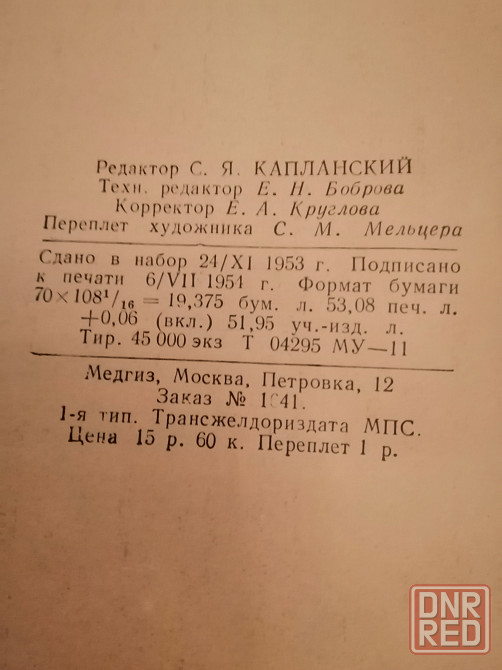 Редактор С. Я. КАПЛАНСКИЙ
Техн. редактор Е. Н. Боброва
Корректор Е. А. Круглова
Переплет художника С. М. Мельцера
Сдано в набор 24/XI 1953 г. Подписано
к печати 6/VII 1954 г. Формат бумаги
70×108¹/₁₆ = 19,375 бум. л. 53,08 печ. л.
+0,06 (вкл.) 51,95 уч.-изд. л.
Тир. 45 000 экз Т 04295 МУ—11
Медгиз, Москва, Петровка, 12
Заказ №
1-я тип. Трансжелдориздата МПС.
Цена 15 р. 60 к. Переплет 1 р.
DNR
RED